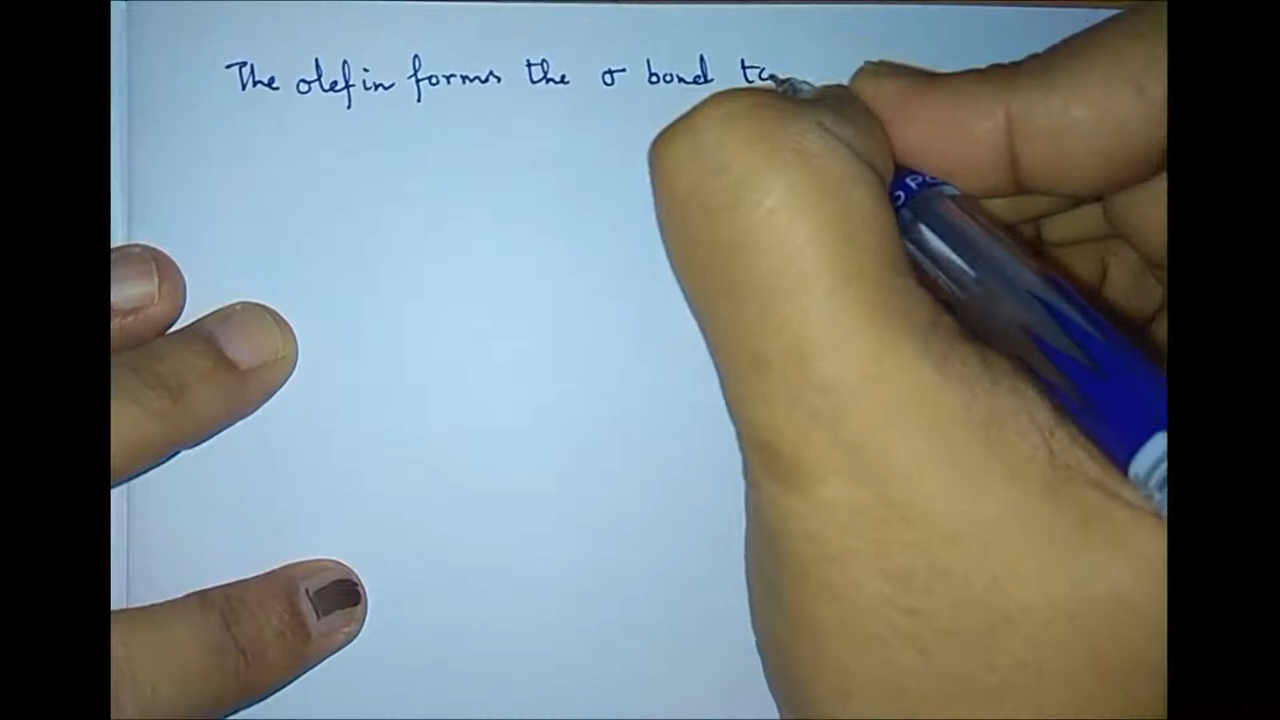 The olefin forms the σ bond